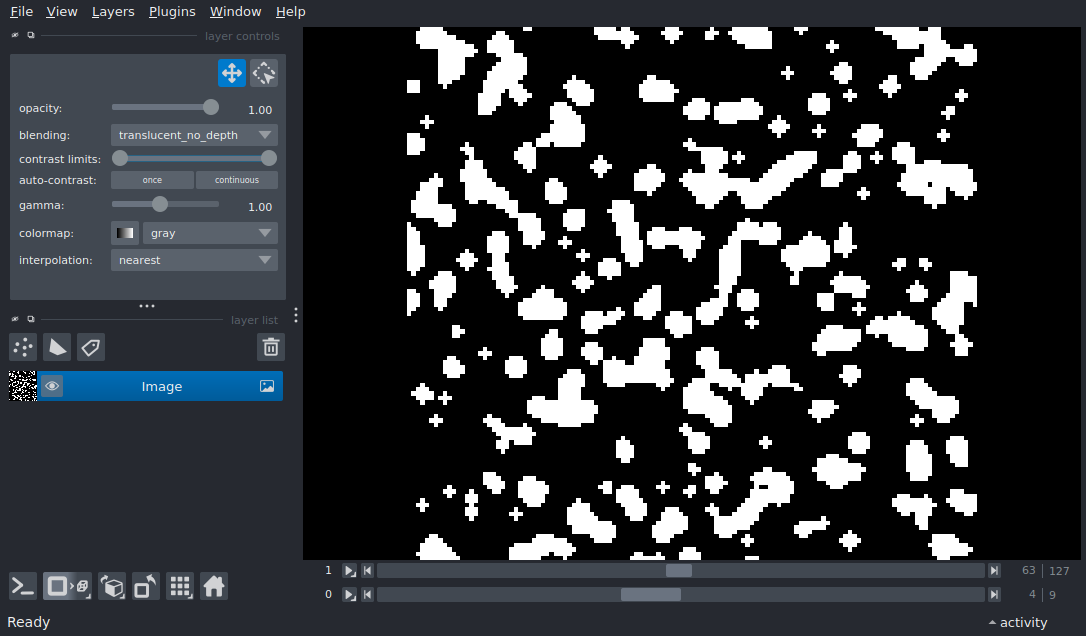 File View Layers Plugins Window Help
layer controls
opacity: 1.00
blending: translucent_no_depth
contrast limits:
auto-contrast: once continuous
gamma: 1.00
colormap: gray
interpolation: nearest
layer list
Image
1 63 127
0 4 9
Ready activity